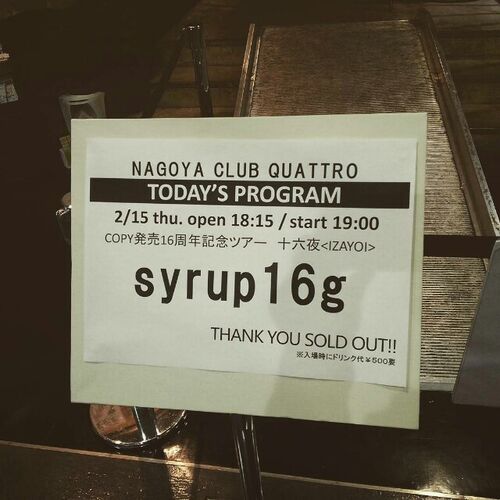 NAGOYA CLUB QUATTRO
TODAY'S PROGRAM
2/15 thu. open 18:15 / start 19:00
COPY発売16周年記念ツアー 十六夜<IZAYOI>
syrup16g
THANK YOU SOLD OUT!!
※入場時にドリンク代￥500要